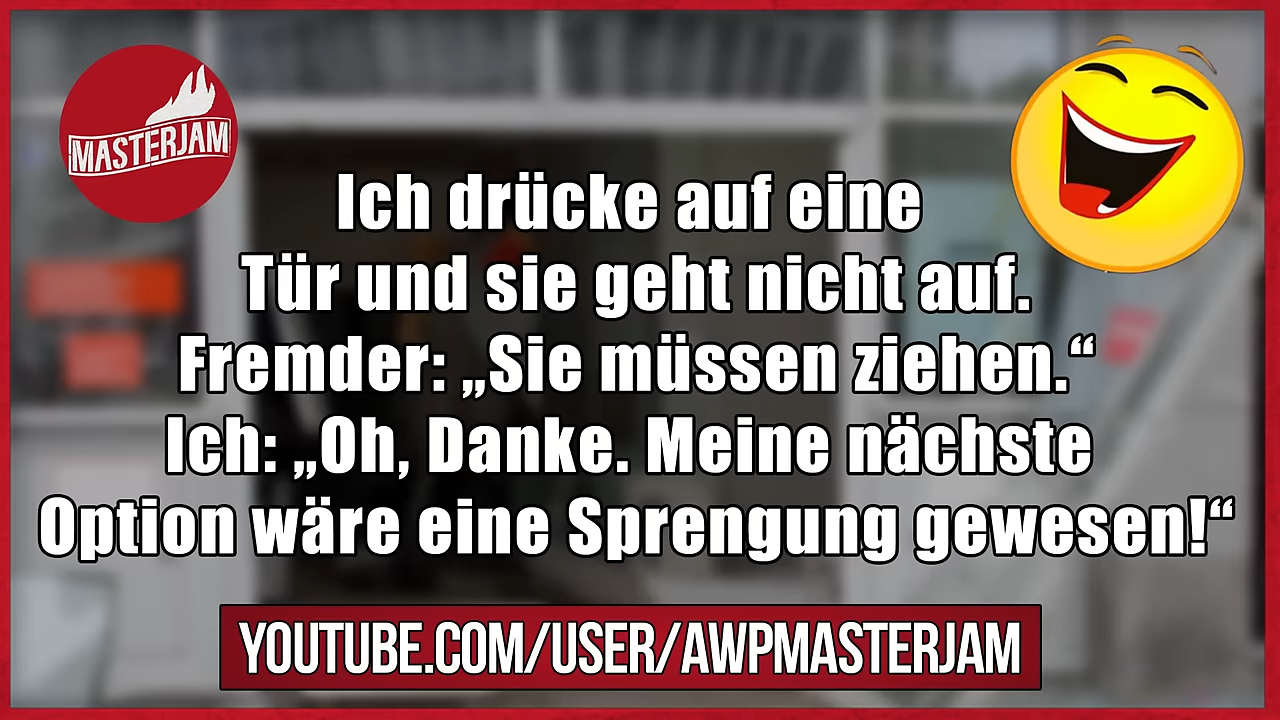 MASTERJAM
Ich drücke auf eine
Tür und sie geht nicht auf.
Fremder: „Sie müssen ziehen.“
Ich: „Oh, Danke. Meine nächste
Option wäre eine Sprengung gewesen!“
YOUTUBE.COM/USER/AWPMASTERJAM